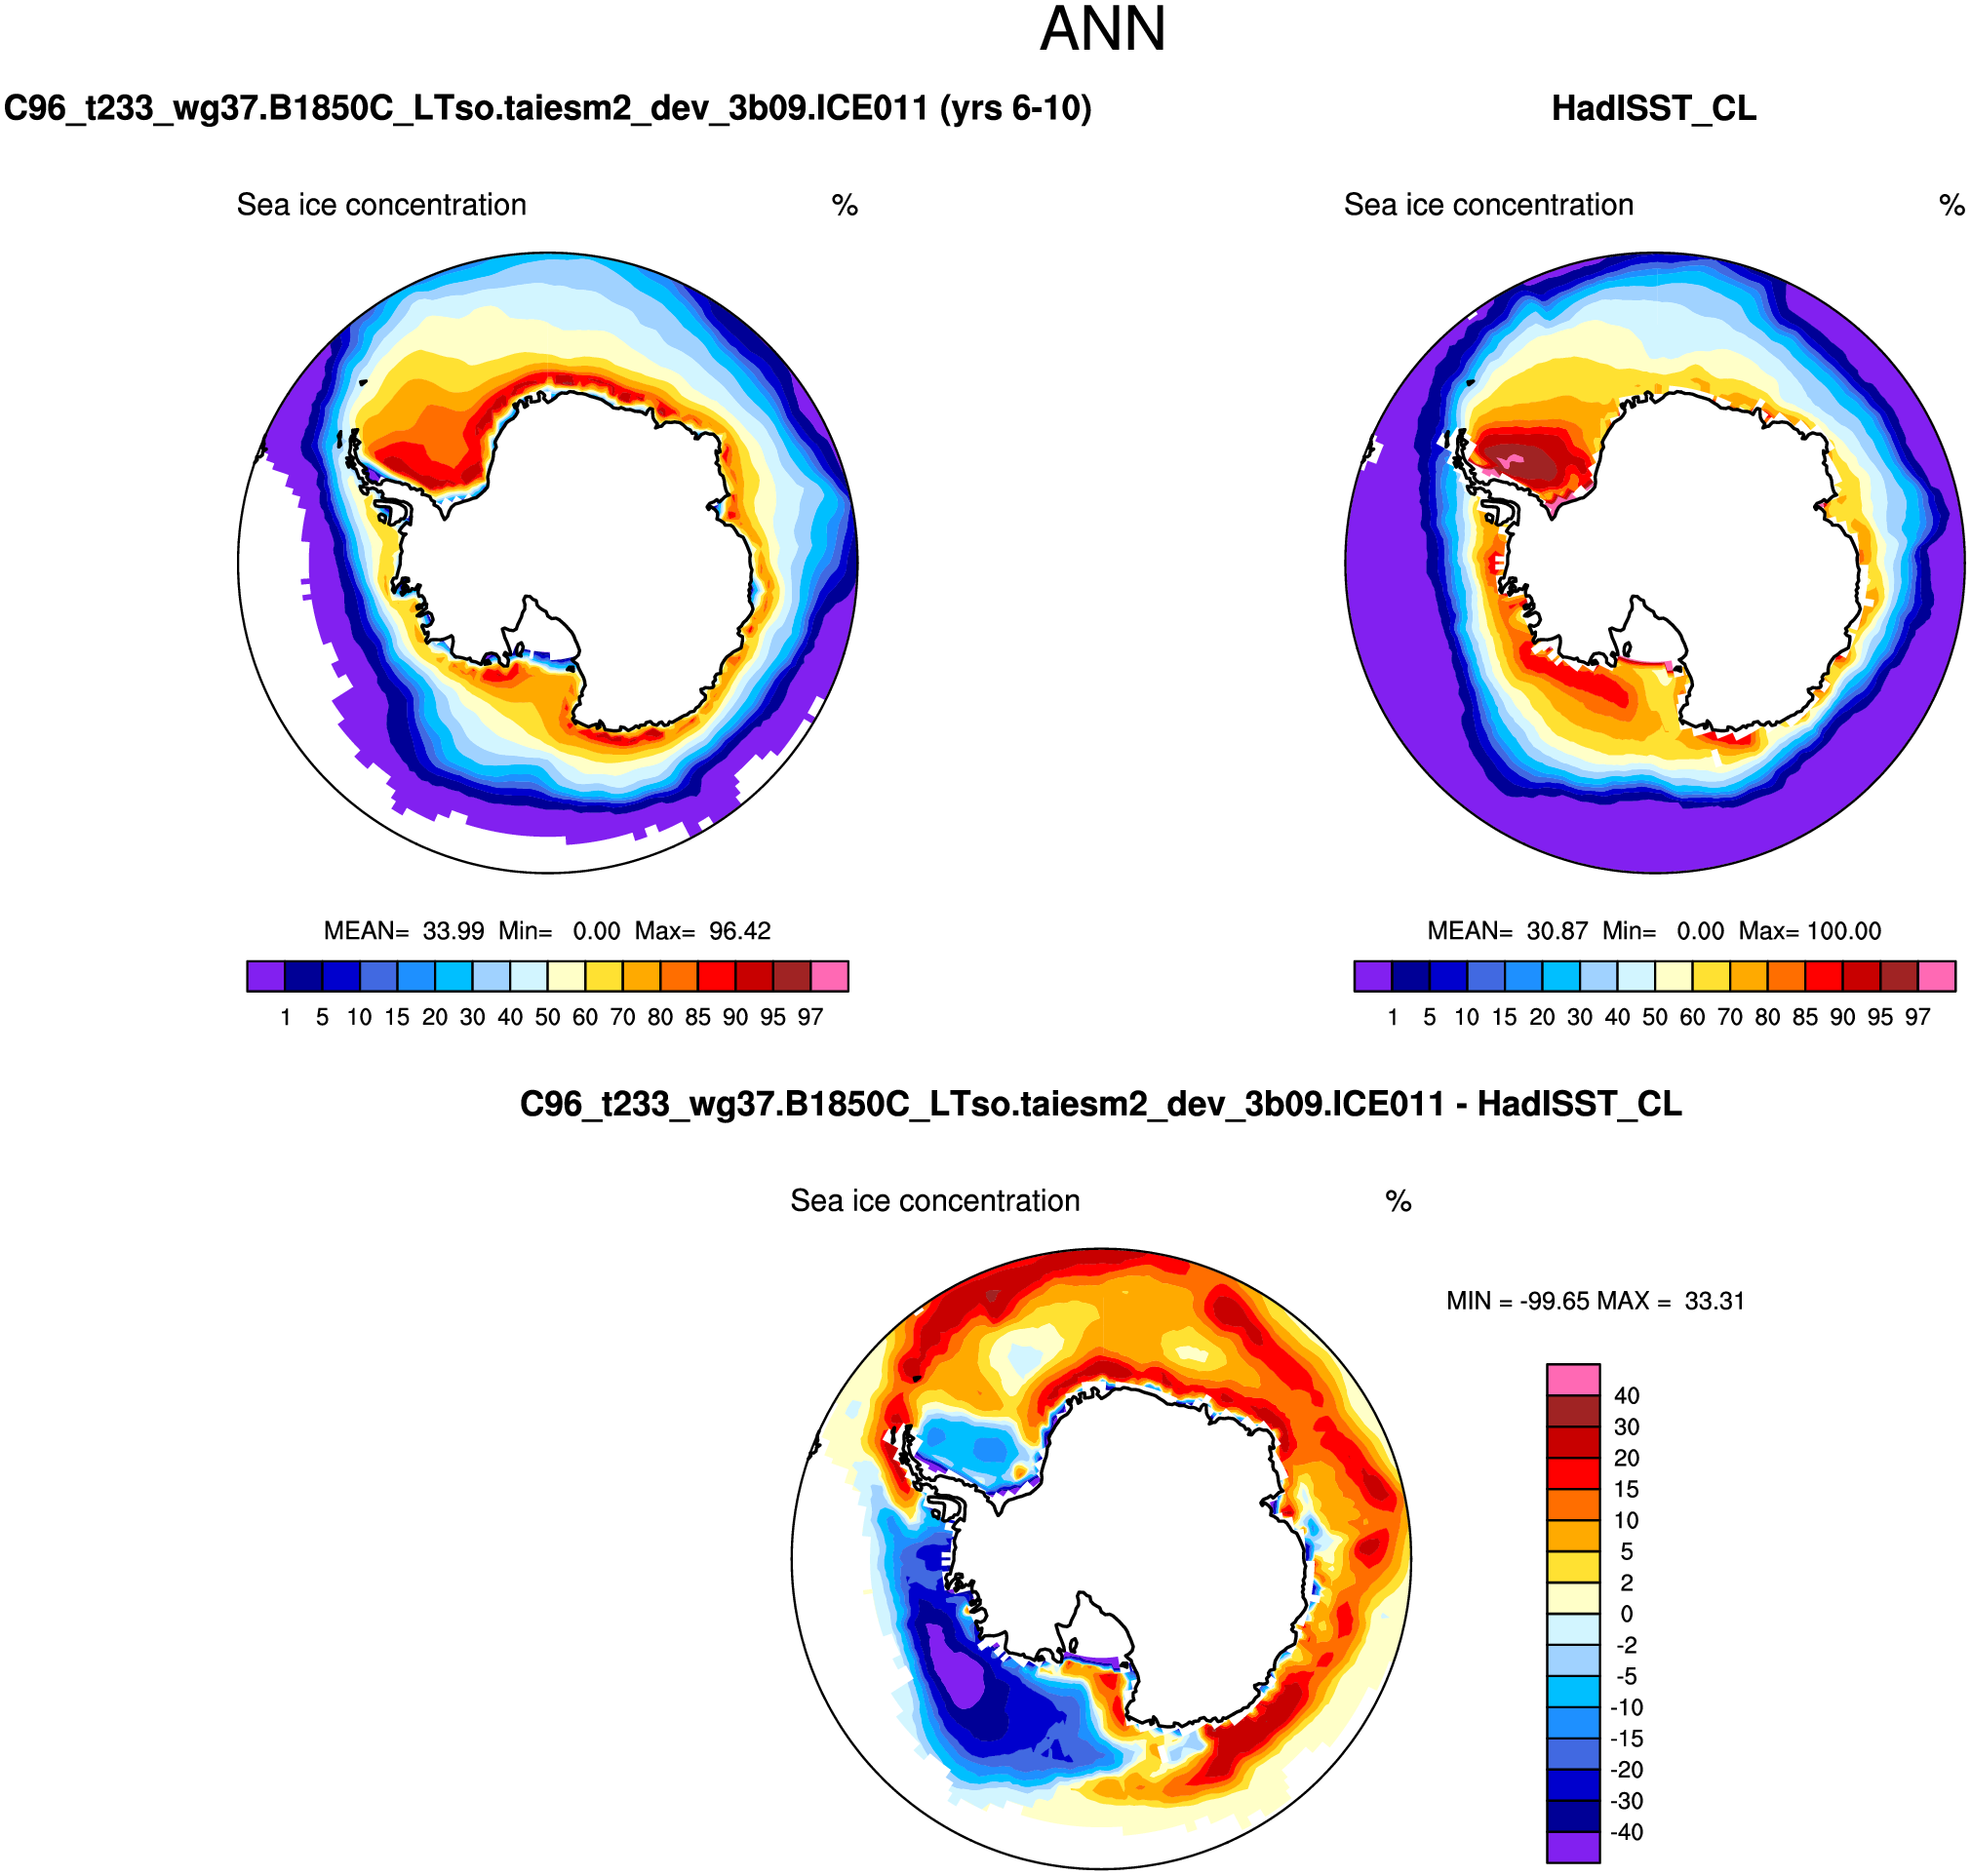 ANN
C96_t233_wg37.B1850C_LTso.taiesm2_dev_3b09.ICE011 (yrs 6-10)
HadISST_CL
Sea ice concentration %
Sea ice concentration %
MEAN= 33.99 Min= 0.00 Max= 96.42
MEAN= 30.87 Min= 0.00 Max= 100.00
1 5 10 15 20 30 40 50 60 70 80 85 90 95 97
1 5 10 15 20 30 40 50 60 70 80 85 90 95 97
C96_t233_wg37.B1850C_LTso.taiesm2_dev_3b09.ICE011 - HadISST_CL
Sea ice concentration %
MIN = -99.65 MAX = 33.31
40
30
20
15
10
5
2
0
-2
-5
-10
-15
-20
-30
-40